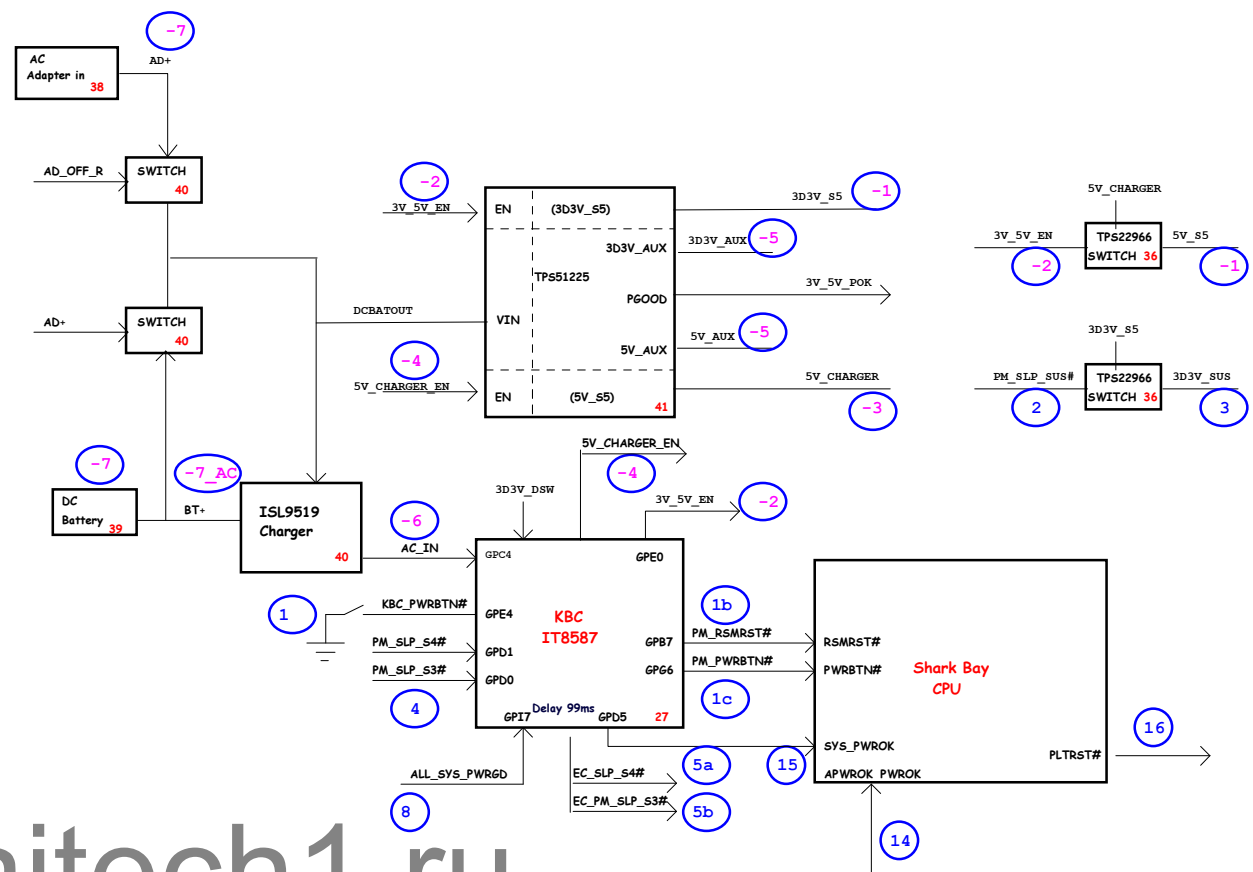 -7
AC
AD+
Adapter in
38
AD_OFF_R
SWITCH
40
-2
3V_5V_EN
EN
(3D3V_S5)
3D3V_S5
-1
3D3V_AUX
3D3V_AUX
-5
TPS51225
PGOOD
3V_5V_POK
DCBATOUT
VIN
AD+
SWITCH
40
5V_AUX
5V_AUX
-5
-4
5V_CHARGER_EN
EN
(5V_S5)
41
5V_CHARGER
-3
5V_CHARGER
3V_5V_EN
TPS22966
SWITCH 36
5V_S5
-2
-1
3D3V_S5
PM_SLP_SUS#
TPS22966
SWITCH 36
3D3V_SUS
2
3
-7
DC
Battery
39
-7_AC
BT+
ISL9519
Charger
40
-6
AC_IN
5V_CHARGER_EN
-4
3D3V_DSW
3V_5V_EN
-2
GPC4
GPE0
1
KBC_PWRBTN#
GPE4
KBC
IT8587
PM_SLP_S4#
GPD1
PM_SLP_S3#
GPD0
4
1b
GPB7
PM_RSMRST#
RSMRST#
GPG6
PM_PWRBTN#
PWRBTN#
1c
Shark Bay
CPU
Delay 99ms
GPI7
GPD5
27
ALL_SYS_PWRGD
8
EC_SLP_S4#
5a
EC_PM_SLP_S3#
5b
15
SYS_PWROK
APWROK PWROK
PLTRST#
16
14